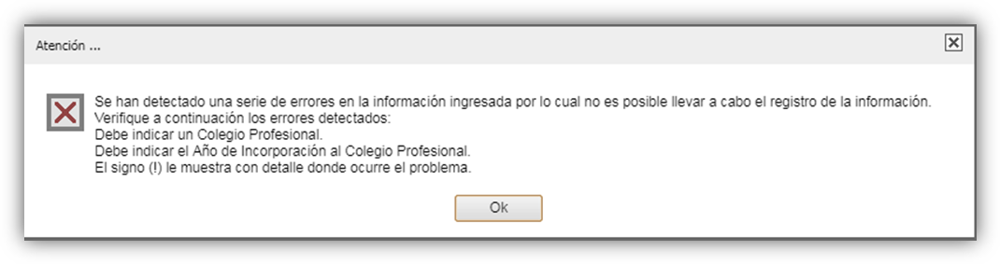 Atención ...
Se han detectado una serie de errores en la información ingresada por lo cual no es posible llevar a cabo el registro de la información.
Verifique a continuación los errores detectados:
Debe indicar un Colegio Profesional.
Debe indicar el Año de Incorporación al Colegio Profesional.
El signo (!) le muestra con detalle donde ocurre el problema.
Ok